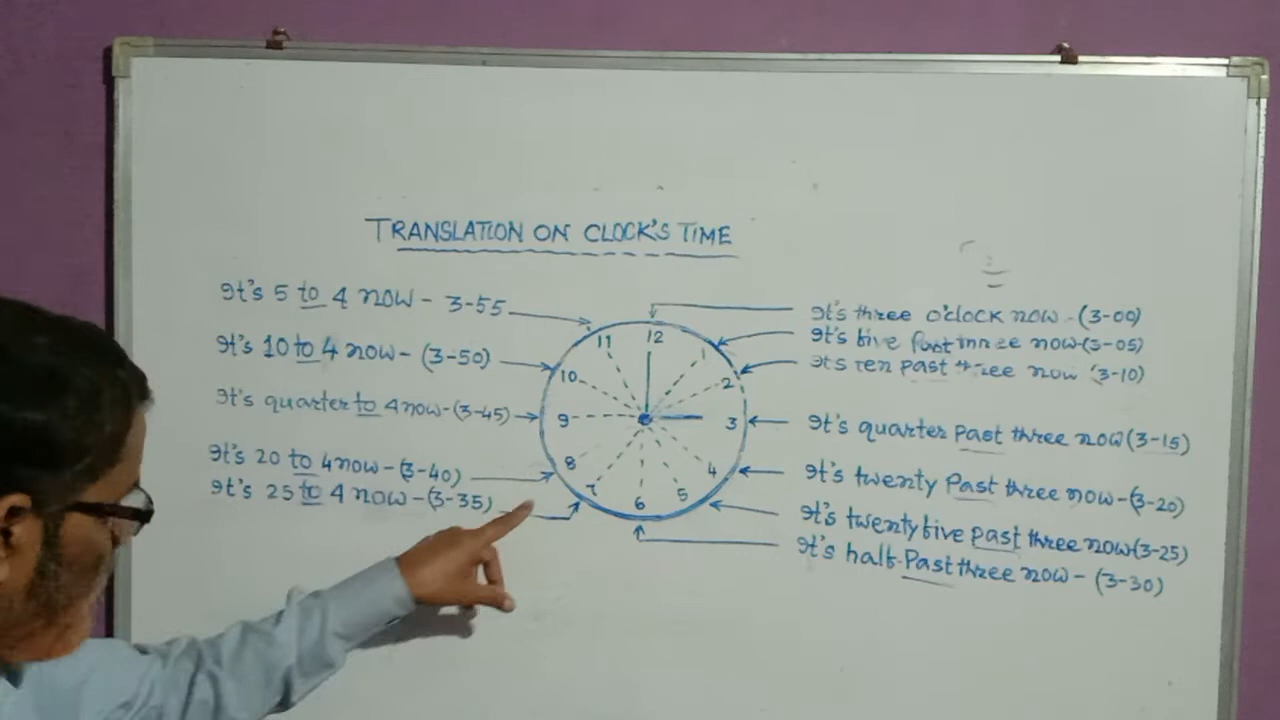 TRANSLATION ON CLOCK'S TIME
It's 5 to 4 now - 3-55
It's 10 to 4 now - (3-50)
It's quarter to 4 now - (3-45)
It's 20 to 4 now - (3-40)
It's 25 to 4 now - (3-35)
12
1
2
3
4
5
6
7
8
9
10
11
It's three o'clock now - (3-00)
It's five past three now - (3-05)
It's ten past three now (3-10)
It's quarter past three now (3-15)
It's twenty past three now - (3-20)
It's twenty five past three now (3-25)
It's half-past three now - (3-30)